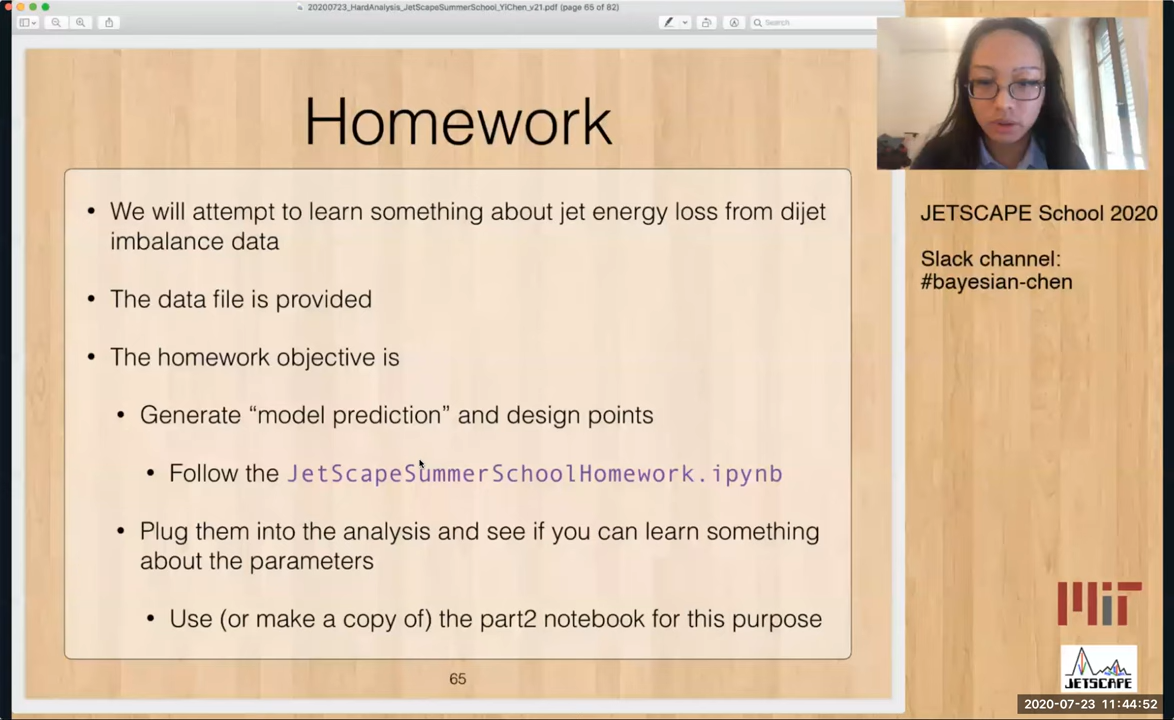 20200723_HardAnalysis_JetScapeSummerSchool_YiChen_v21.pdf (page 65 of 82)
Search
Homework
• We will attempt to learn something about jet energy loss from dijet
imbalance data
• The data file is provided
• The homework objective is
• Generate “model prediction” and design points
• Follow the JetScapeSummerSchoolHomework.ipynb
• Plug them into the analysis and see if you can learn something
about the parameters
• Use (or make a copy of) the part2 notebook for this purpose
65
JETSCAPE School 2020
Slack channel:
#bayesian-chen
MIT
JETSCAPE
2020-07-23 11:44:52